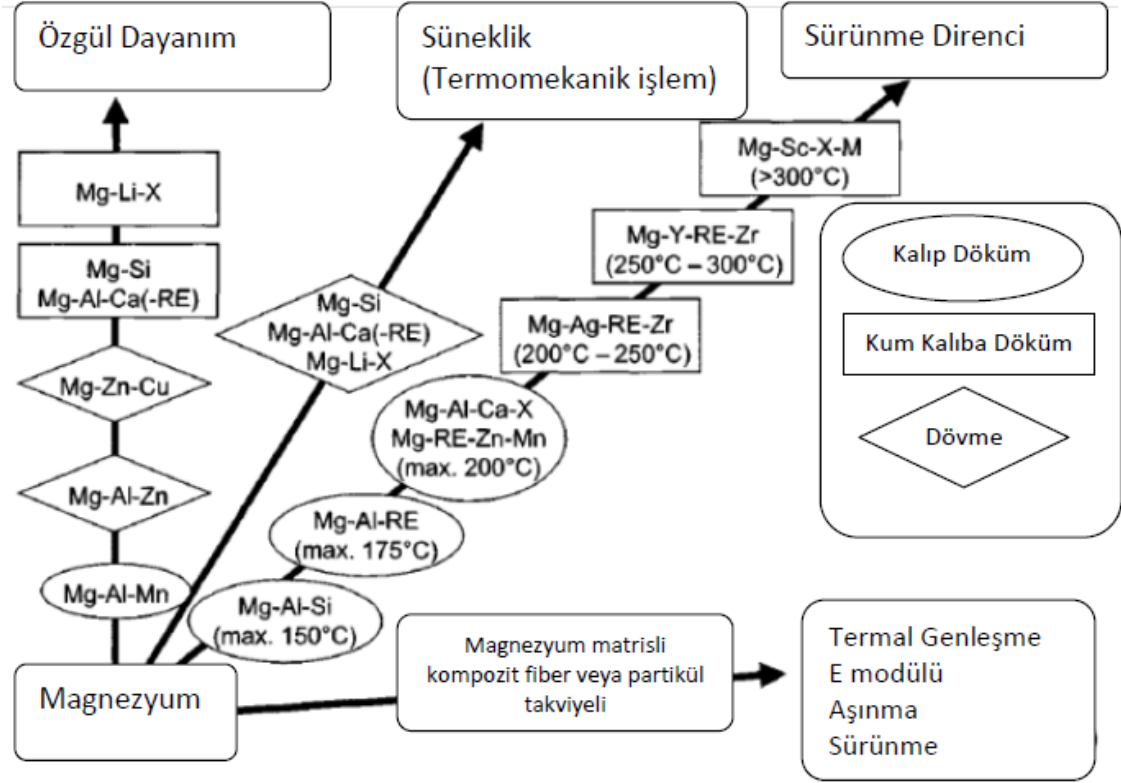 Özgül Dayanım
Süneklik
(Termomekanik işlem)
Sürünme Direnci
Mg-Li-X
Mg-Si
Mg-Al-Ca(-RE)
Mg-Zn-Cu
Mg-Al-Zn
Mg-Al-Mn
Mg-Si
Mg-Al-Ca(-RE)
Mg-Li-X
Mg-Sc-X-M
(>300°C)
Mg-Y-RE-Zr
(250°C – 300°C)
Mg-Ag-RE-Zr
(200°C – 250°C)
Mg-Al-Ca-X
Mg-RE-Zn-Mn
(max. 200°C)
Mg-Al-RE
(max. 175°C)
Mg-Al-Si
(max. 150°C)
Kalıp Döküm
Kum Kalıba Döküm
Dövme
Magnezyum
Magnezyum matrisli
kompozit fiber veya partikül
takviyeli
Termal Genleşme
E modülü
Aşınma
Sürünme